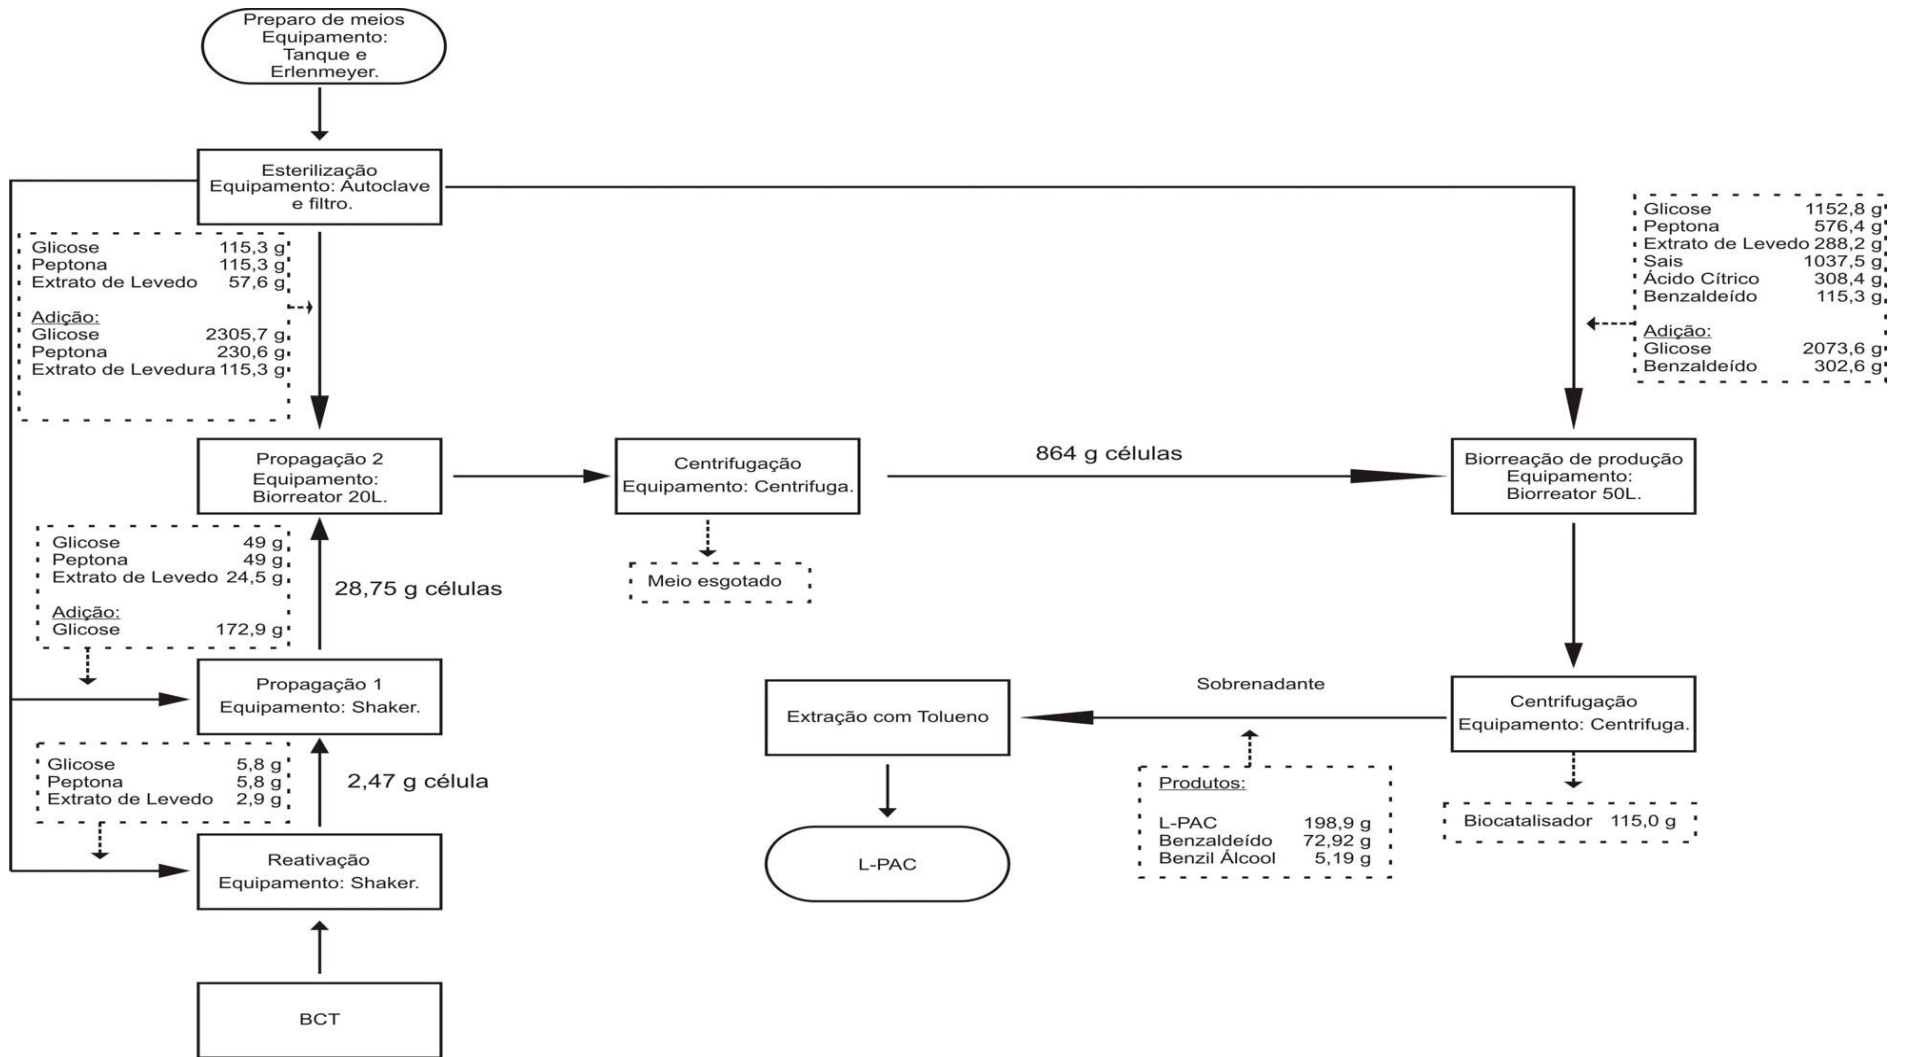 Preparo de meios
Equipamento:
Tanque e
Erlenmeyer.
Esterilização
Equipamento: Autoclave
e filtro.
Glicose 115,3 g
Peptona 115,3 g
Extrato de Levedo 57,6 g
Adição:
Glicose 2305,7 g
Peptona 230,6 g
Extrato de Levedura 115,3 g
Glicose 1152,8 g
Peptona 576,4 g
Extrato de Levedo 288,2 g
Sais 1037,5 g
Ácido Cítrico 308,4 g
Benzaldeído 115,3 g
Adição:
Glicose 2073,6 g
Benzaldeído 302,6 g
Propagação 2
Equipamento:
Biorreator 20L.
Centrifugação
Equipamento: Centrifuga.
864 g células
Biorreação de produção
Equipamento:
Biorreator 50L.
Meio esgotado
Glicose 49 g
Peptona 49 g
Extrato de Levedo 24,5 g
Adição:
Glicose 172,9 g
28,75 g células
Propagação 1
Equipamento: Shaker.
Extração com Tolueno
Sobrenadante
Centrifugação
Equipamento: Centrifuga.
Glicose 5,8 g
Peptona 5,8 g
Extrato de Levedo 2,9 g
2,47 g célula
Produtos:
L-PAC 198,9 g
Benzaldeído 72,92 g
Benzil Álcool 5,19 g
Biocatalisador 115,0 g
Reativação
Equipamento: Shaker.
L-PAC
BCT